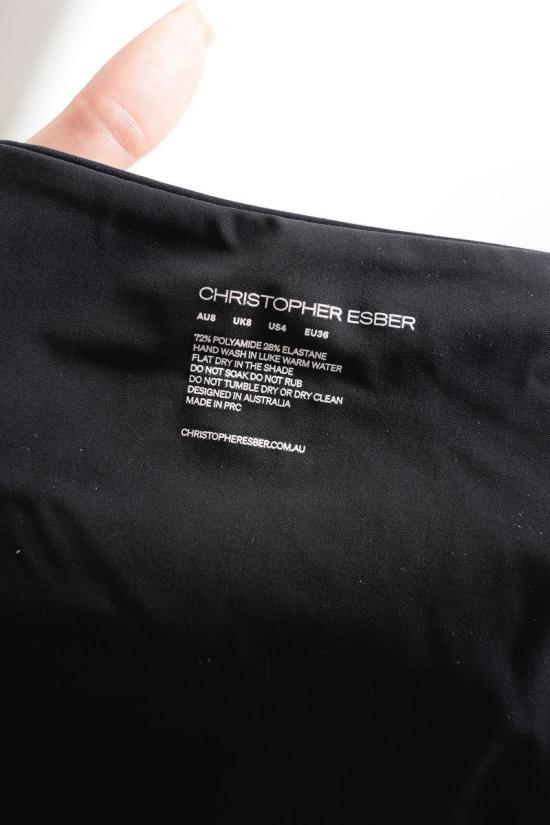 CHRISTOPHER ESBER
AU8 UK8 US4 EU36
72% POLYAMIDE 28% ELASTANE
HAND WASH IN LUKE WARM WATER
FLAT DRY IN THE SHADE
DO NOT SOAK DO NOT RUB
DO NOT TUMBLE DRY OR DRY CLEAN
DESIGNED IN AUSTRALIA
MADE IN PRC
CHRISTOPHERESBER.COM.AU